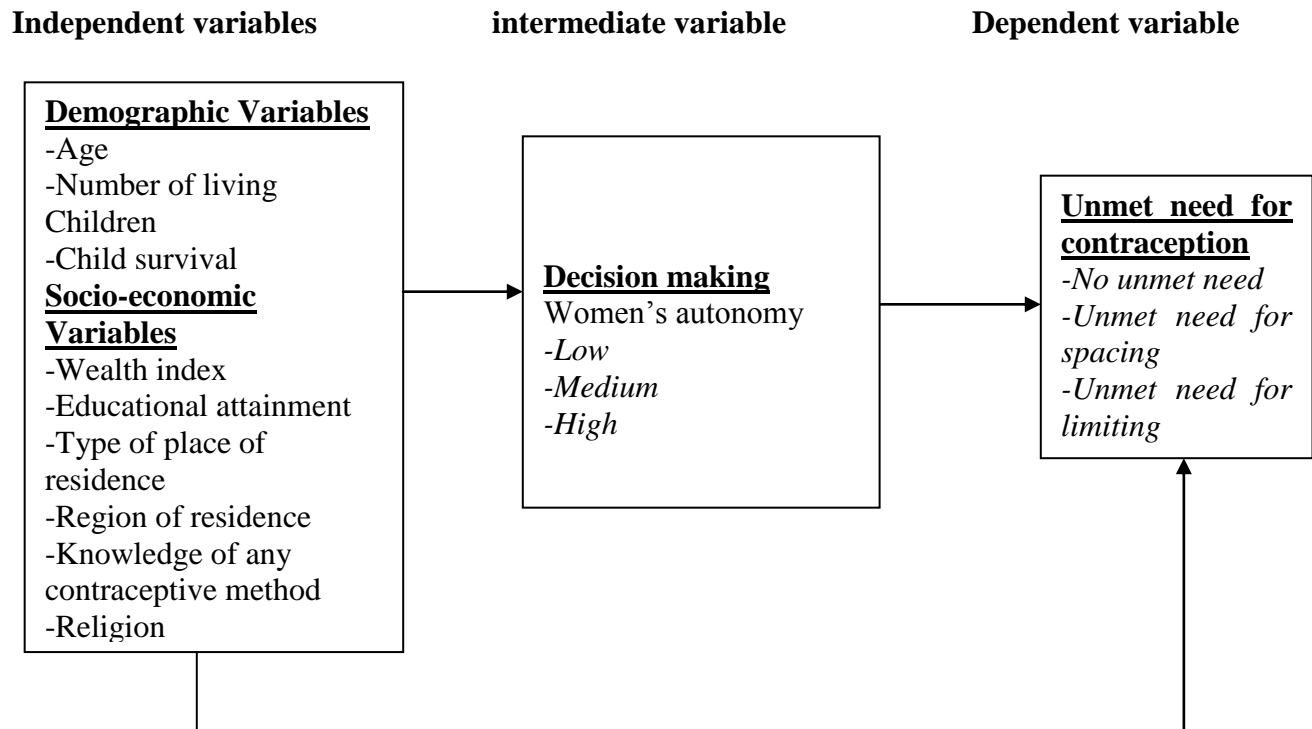 Independent variables intermediate variable Dependent variable
Demographic Variables
-Age
-Number of living
Children
-Child survival
Socio-economic
Variables
-Wealth index
-Educational attainment
-Type of place of
residence
-Region of residence
-Knowledge of any
contraceptive method
-Religion
Decision making
Women’s autonomy
-Low
-Medium
-High
Unmet need for
contraception
-No unmet need
-Unmet need for
spacing
-Unmet need for
limiting